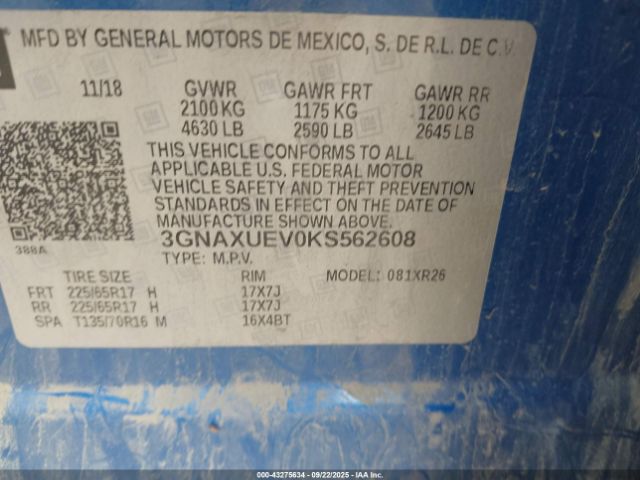 MFD BY GENERAL MOTORS DE MEXICO, S. DE R.L. DE C.V.
11/18 GVWR GAWR FRT GAWR RR
2100 KG 1175 KG 1200 KG
4630 LB 2590 LB 2645 LB
THIS VEHICLE CONFORMS TO ALL
APPLICABLE U.S. FEDERAL MOTOR
VEHICLE SAFETY AND THEFT PREVENTION
STANDARDS IN EFFECT ON THE DATE OF
MANUFACTURE SHOWN ABOVE.
3GNAXUEV0KS562608
388A
TYPE: M.P.V.
TIRE SIZE RIM MODEL: 081XR26
FRT 225/65R17 H 17X7J
RR 225/65R17 H 17X7J
SPA T135/70R16 M 16X4BT
000-43275634 - 09/22/2025 - IAAI.COM